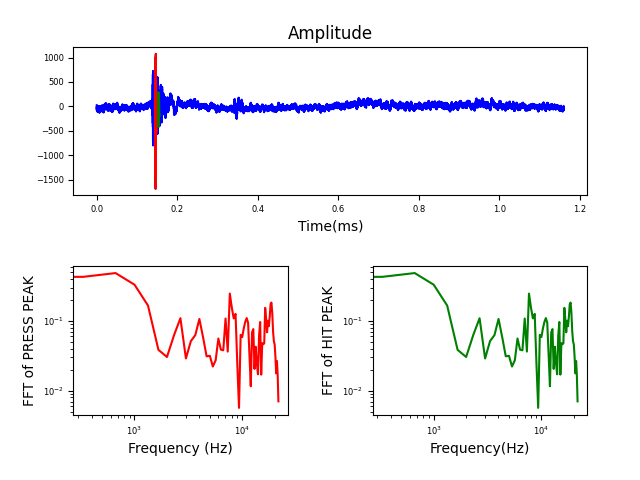 Amplitude
1000
500
0
−500
−1000
−1500
0.0 0.2 0.4 0.6 0.8 1.0 1.2
Time(ms)
FFT of PRESS PEAK
10⁻¹
10⁻²
10³ 10⁴
Frequency (Hz)
FFT of HIT PEAK
10⁻¹
10⁻²
10³ 10⁴
Frequency(Hz)